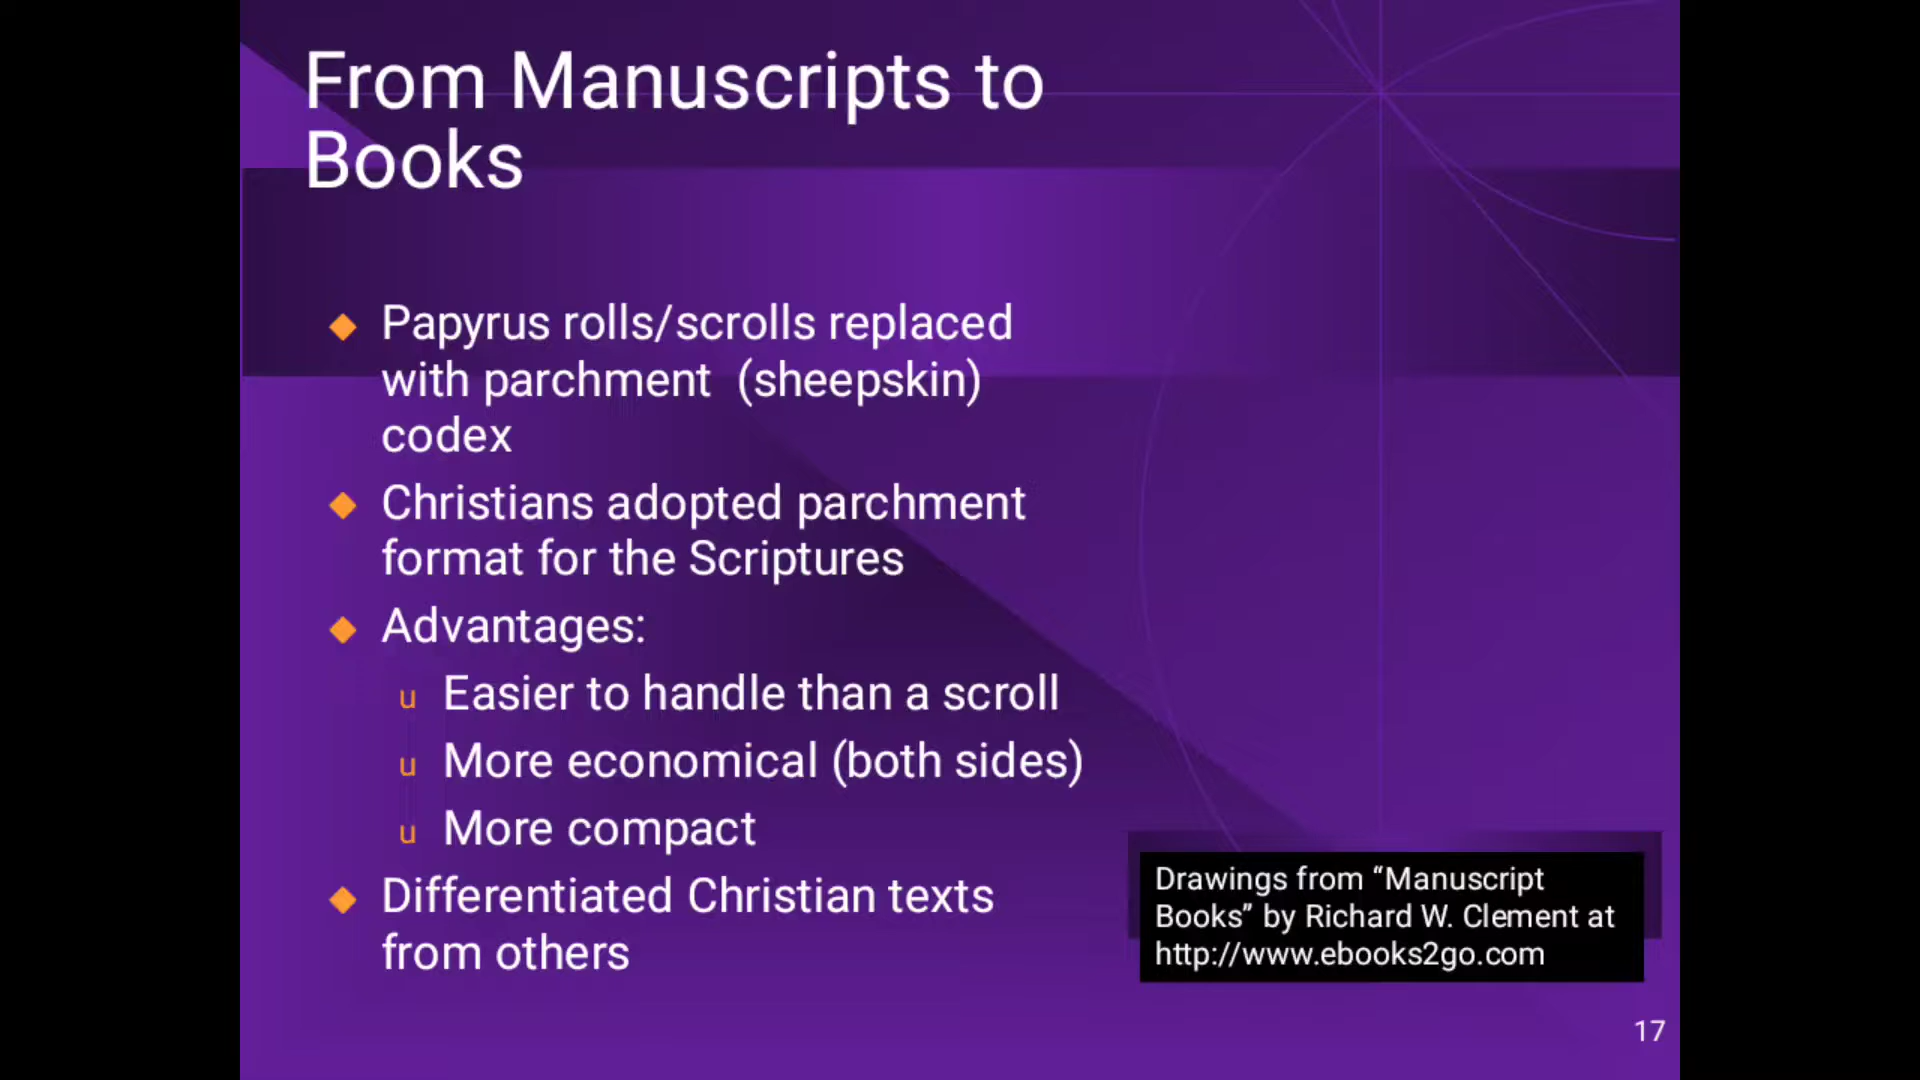 From Manuscripts to
Books
◆ Papyrus rolls/scrolls replaced
with parchment  (sheepskin)
codex
◆ Christians adopted parchment
format for the Scriptures
◆ Advantages:
u Easier to handle than a scroll
u More economical (both sides)
u More compact
◆ Differentiated Christian texts
from others
Drawings from “Manuscript
Books” by Richard W. Clement at
http://www.ebooks2go.com
17